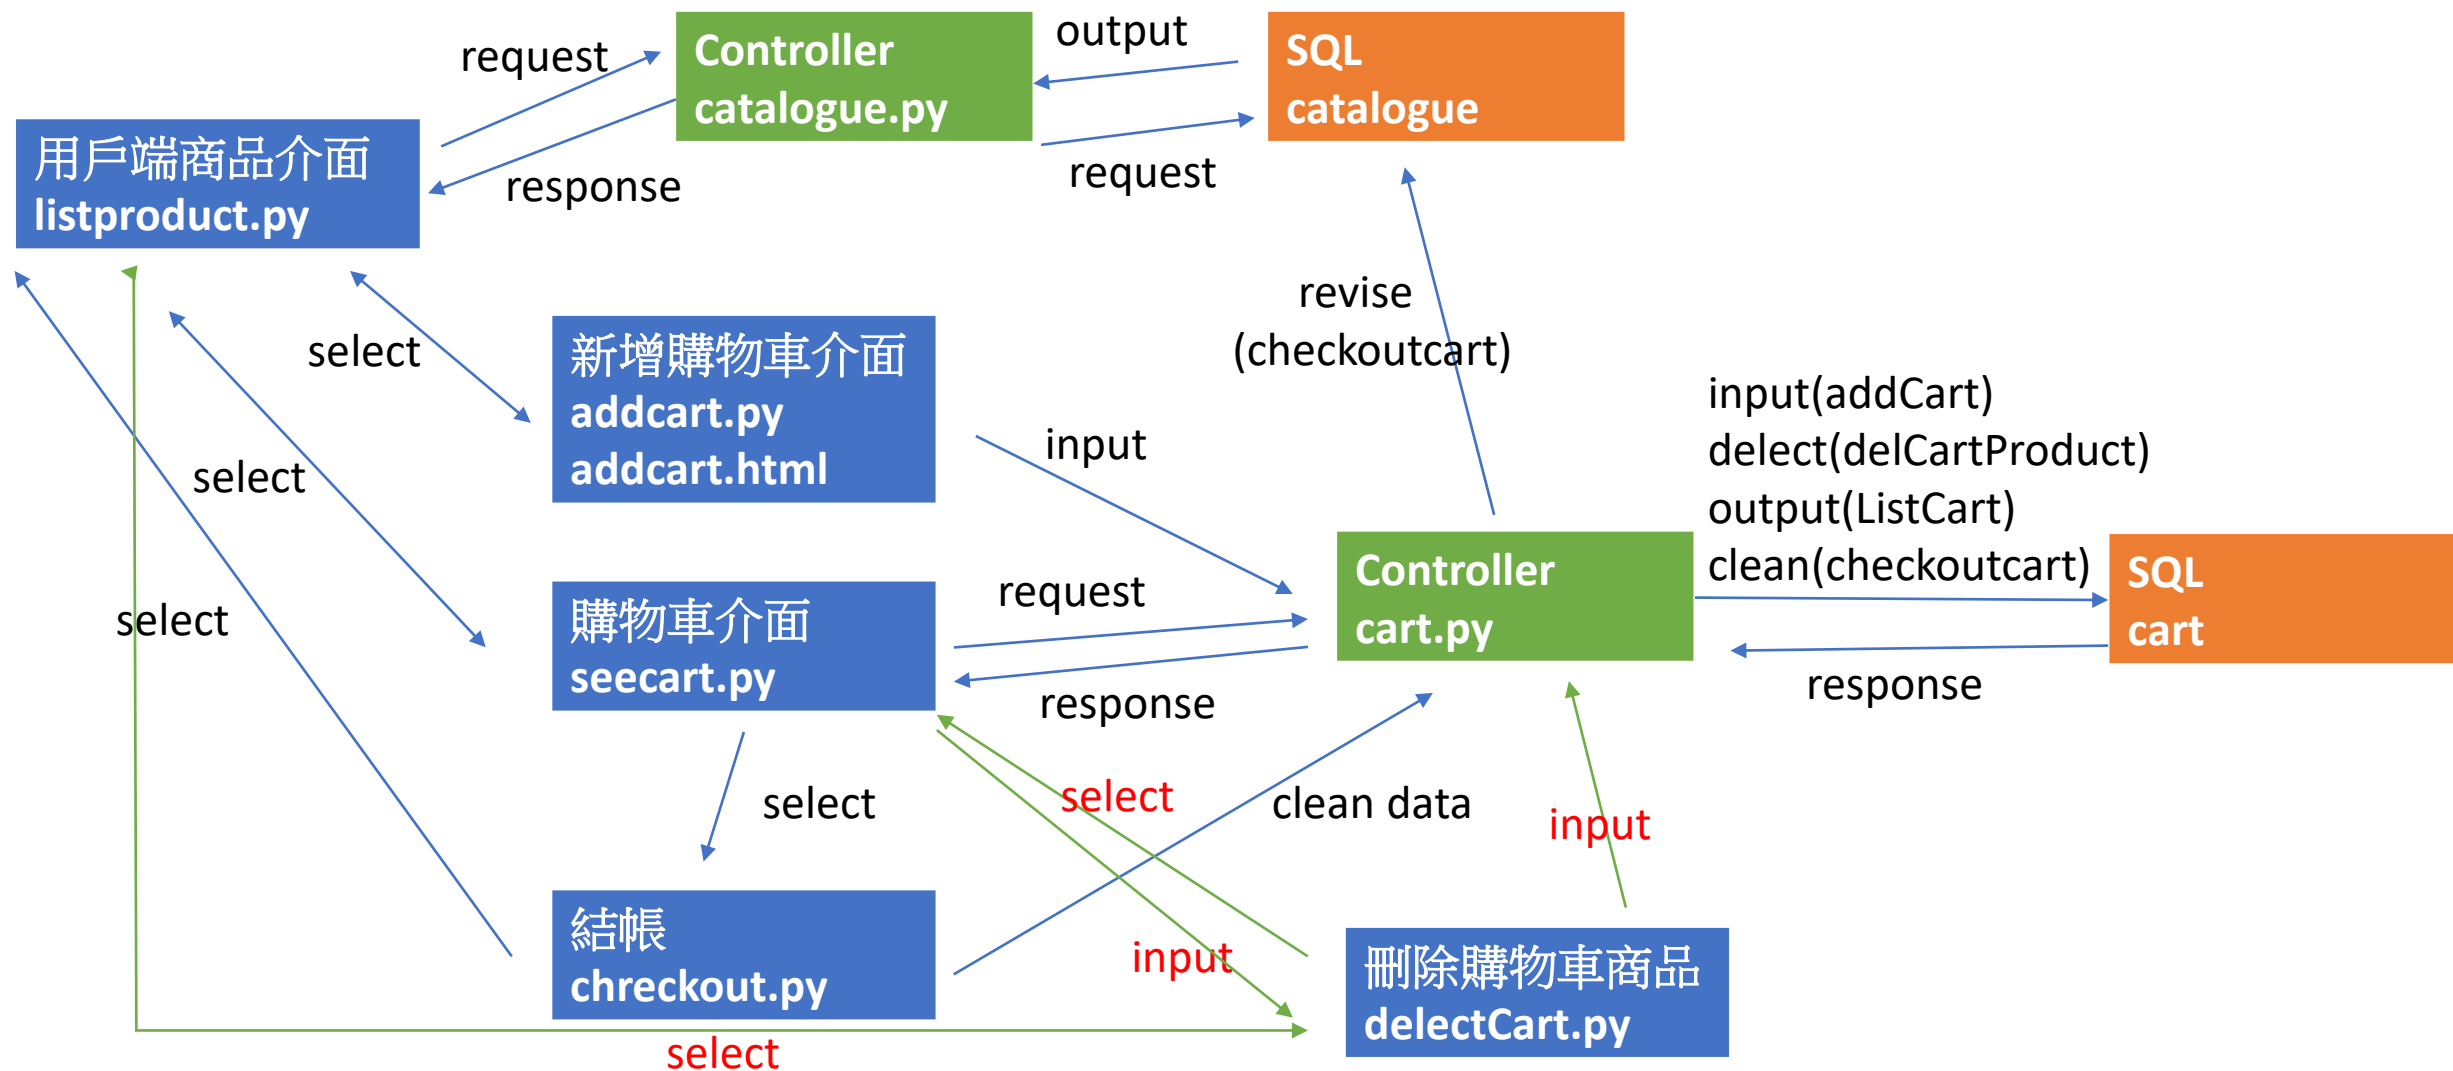 request
Controller
catalogue.py
output
SQL
catalogue
request
response
用戶端商品介面
listproduct.py
revise
(checkoutcart)
select
新增購物車介面
addcart.py
addcart.html
input
input(addCart)
delect(delCartProduct)
output(ListCart)
clean(checkoutcart)
select
Controller
cart.py
SQL
cart
request
購物車介面
seecart.py
select
response
response
select
select
clean data
input
結帳
chreckout.py
input
刪除購物車商品
delectCart.py
select